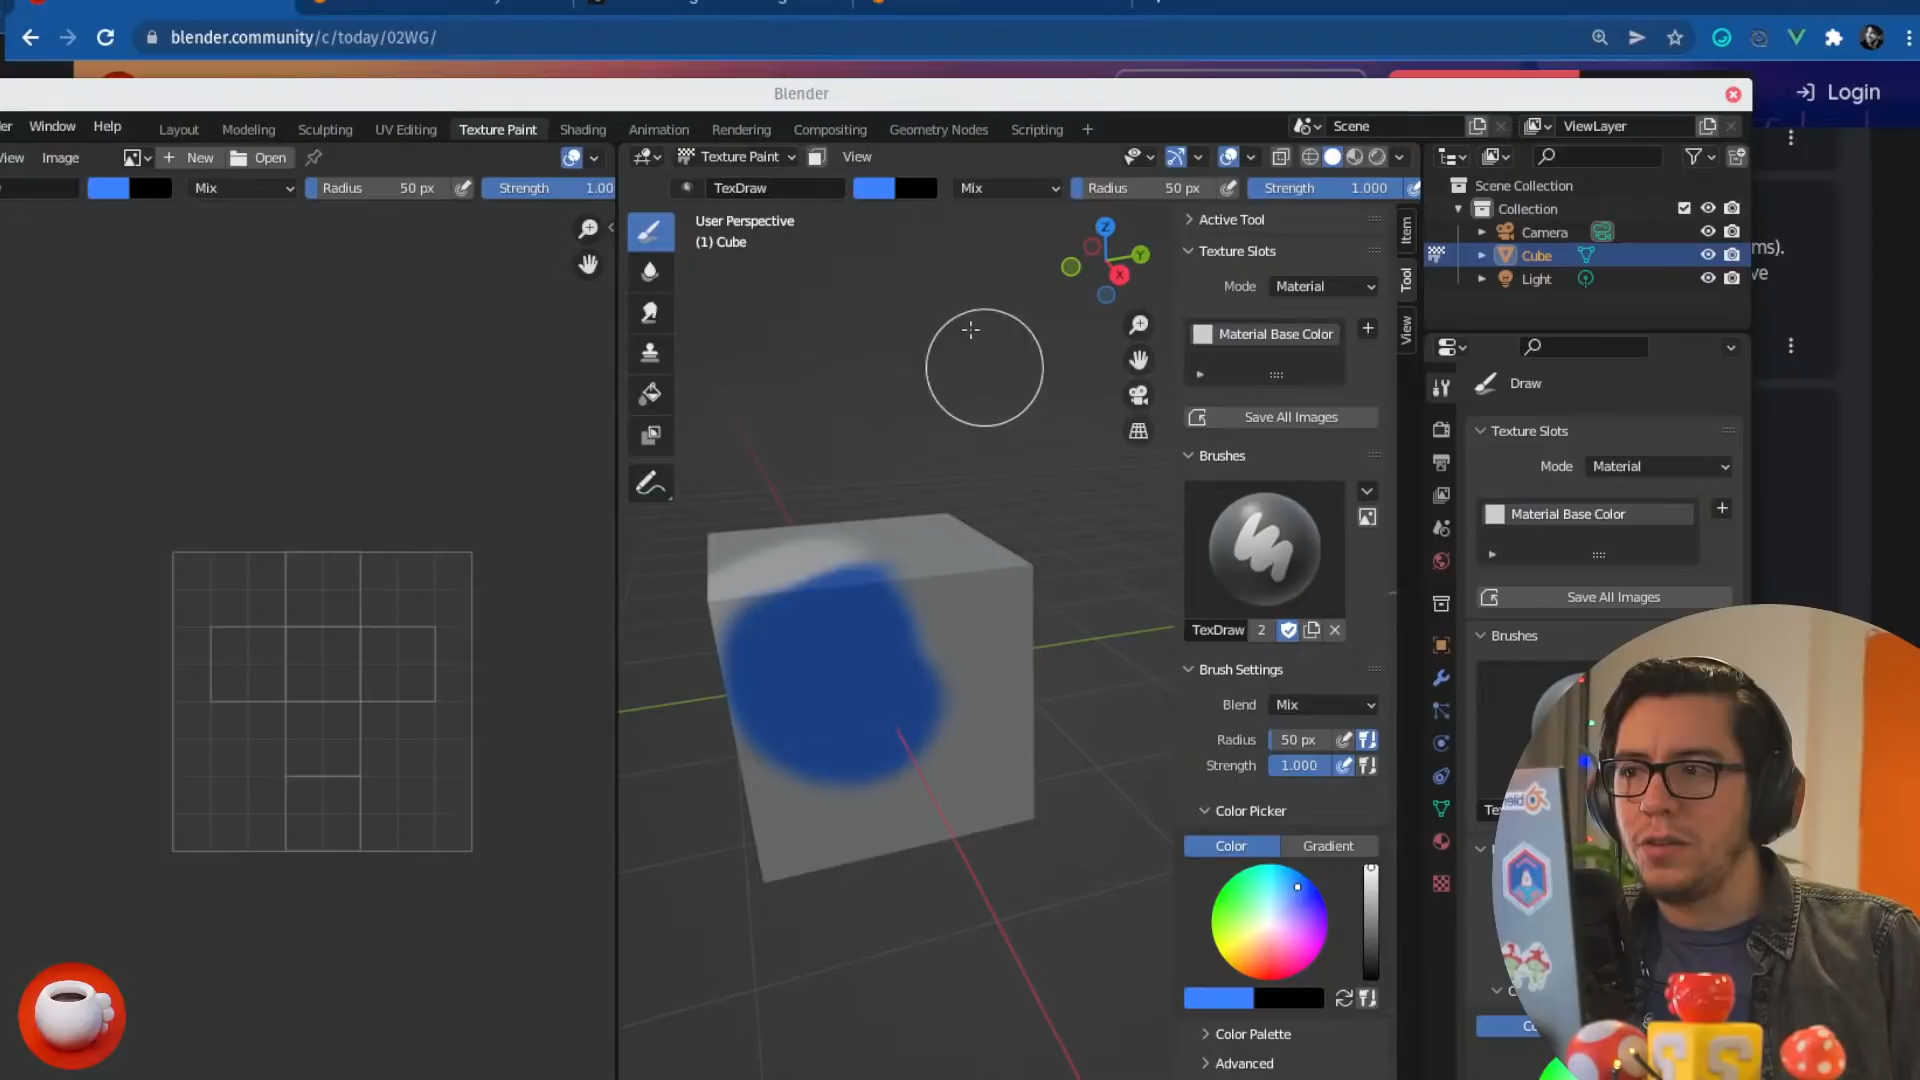 blender.community/c/today/02WG/
Login
Blender
Window Help Layout Modeling Sculpting UV Editing Texture Paint Shading Animation Rendering Compositing Geometry Nodes Scripting + Scene ViewLayer
Image New Open Texture Paint View
Mix Radius 50 px Strength 1.00 TexDraw Mix Radius 50 px Strength 1.000
Scene Collection
Collection
Camera
Cube
Light
User Perspective
(1) Cube
Z
Y
X
Item
Tool
View
Active Tool
Texture Slots
Mode Material
Material Base Color
Save All Images
Brushes
TexDraw 2
Brush Settings
Blend Mix
Radius 50 px
Strength 1.000
Color Picker
Color Gradient
Color Palette
Advanced
Draw
Texture Slots
Mode Material
Material Base Color
Save All Images
Brushes
ms).